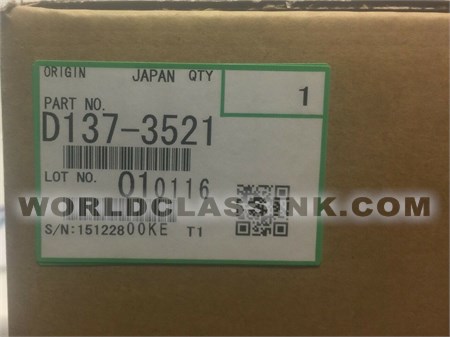 ORIGIN JAPAN QTY
1
PART NO.
D137-3521
LOT NO. 010116
WORLDCLASSINK.COM
S/N:15122800KE T1